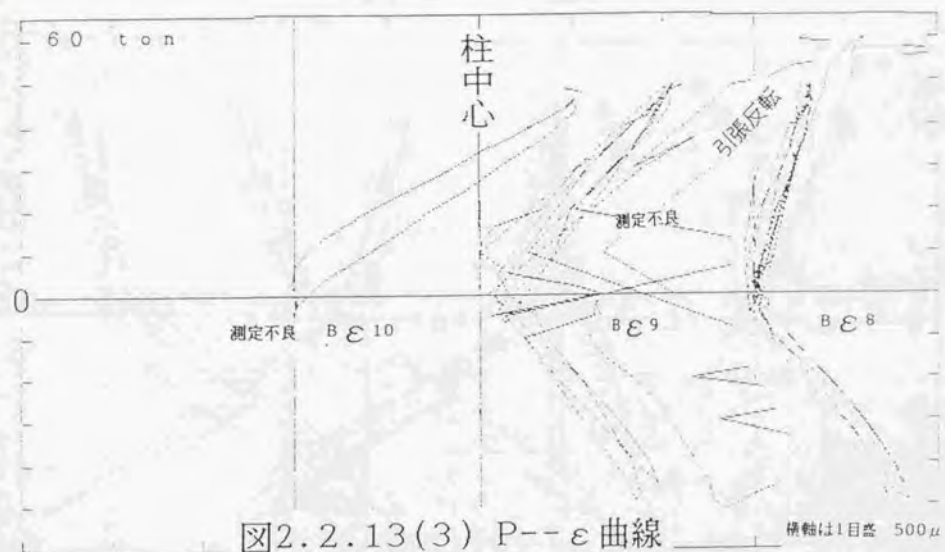 60 ton
柱中心
引張反転
測定不良
0
測定不良
Bε10
Bε9
Bε8
図2.2.13(3) P--ε曲線
横軸は1目盛 500μ